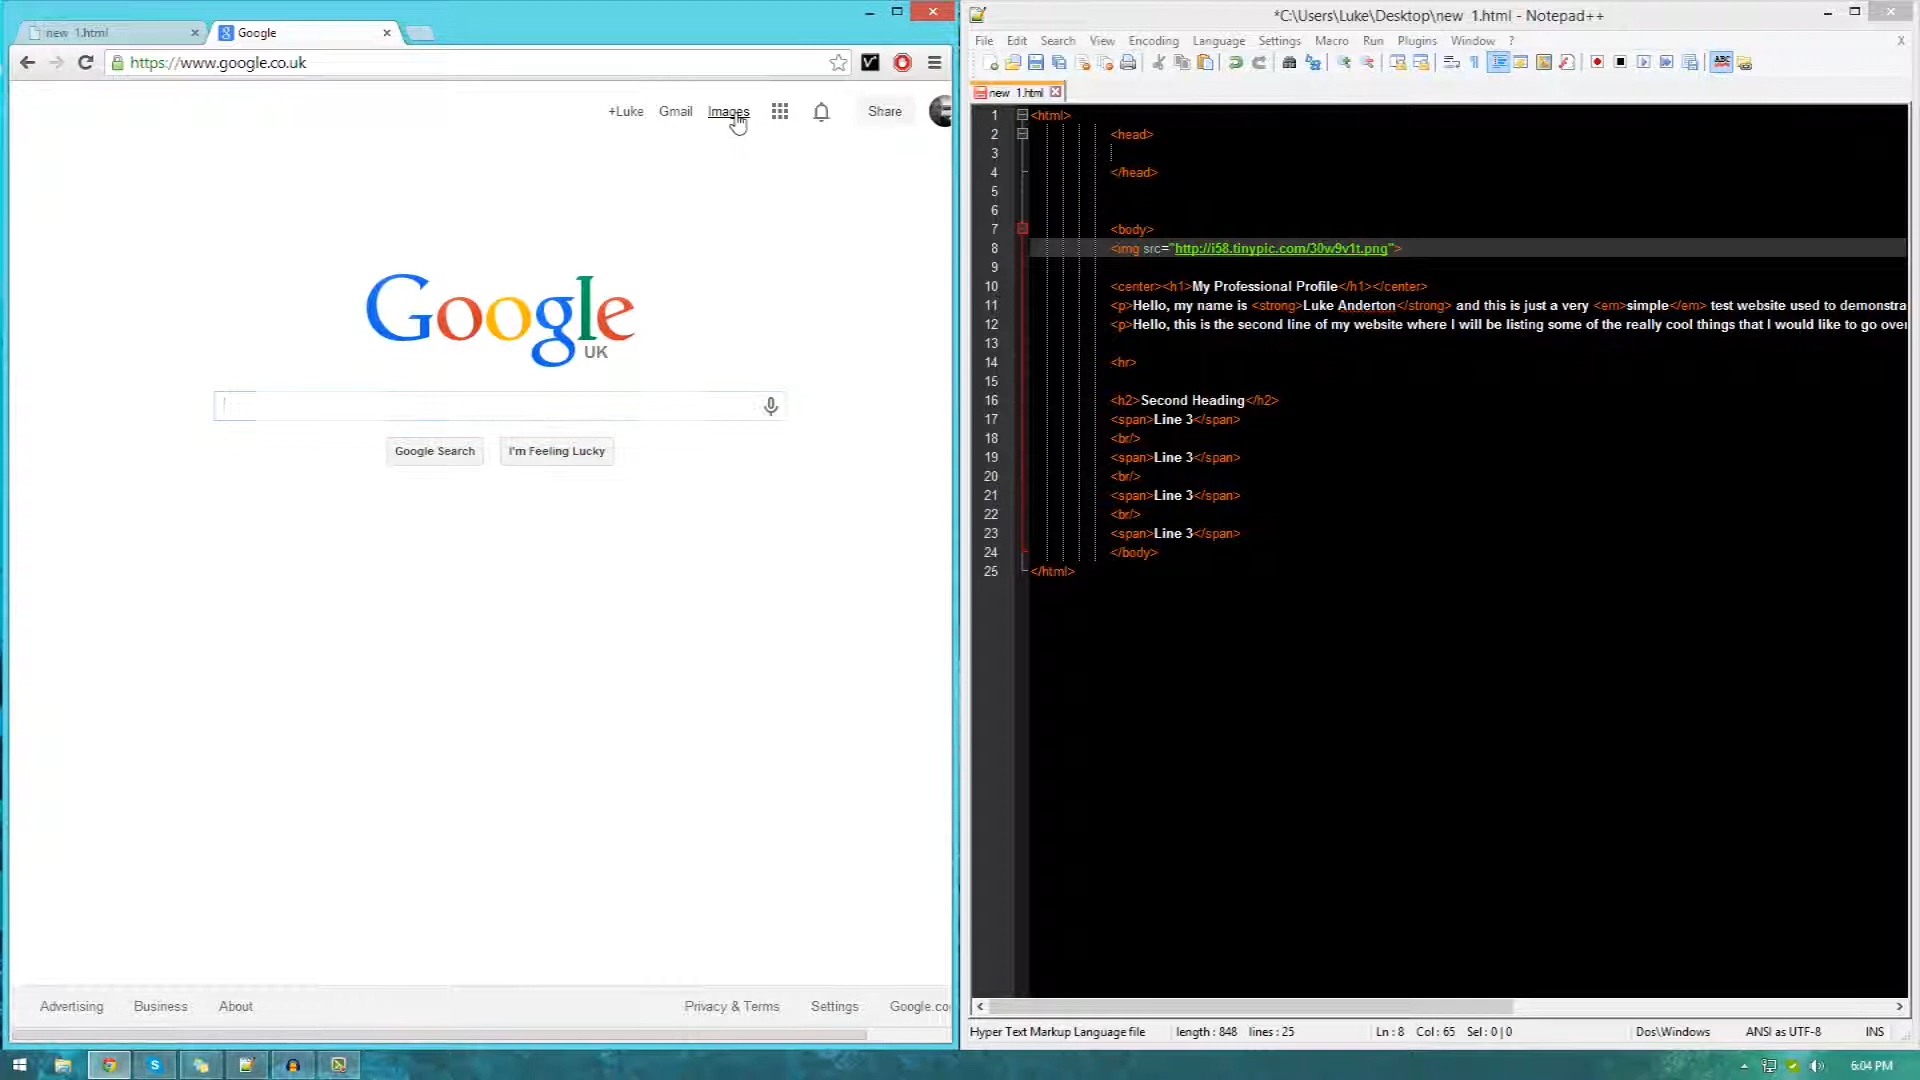 new 1.html
Google
https://www.google.co.uk
+Luke Gmail Images Share
Google
UK
Google Search I'm Feeling Lucky
Advertising Business About Privacy & Terms Settings Google.co
*C:\Users\Luke\Desktop\new 1.html - Notepad++
File Edit Search View Encoding Language Settings Macro Run Plugins Window ? X
ABC
new 1.html
1 <html>
2 <head>
3
4 </head>
5
6
7 <body>
8 <img src="http://i58.tinypic.com/30w9v1t.png">
9
10 <center><h1>My Professional Profile</h1></center>
11 <p>Hello, my name is <strong>Luke Anderton</strong> and this is just a very <em>simple</em> test website used to demonstra
12 <p>Hello, this is the second line of my website where I will be listing some of the really cool things that I would like to go over
13
14 <hr>
15
16 <h2>Second Heading</h2>
17 <span>Line 3</span>
18 <br/>
19 <span>Line 3</span>
20 <br/>
21 <span>Line 3</span>
22 <br/>
23 <span>Line 3</span>
24 </body>
25 </html>
Hyper Text Markup Language file length : 848 lines : 25 Ln : 8 Col : 65 Sel : 0 | 0 Dos\Windows ANSI as UTF-8 INS
6:04 PM